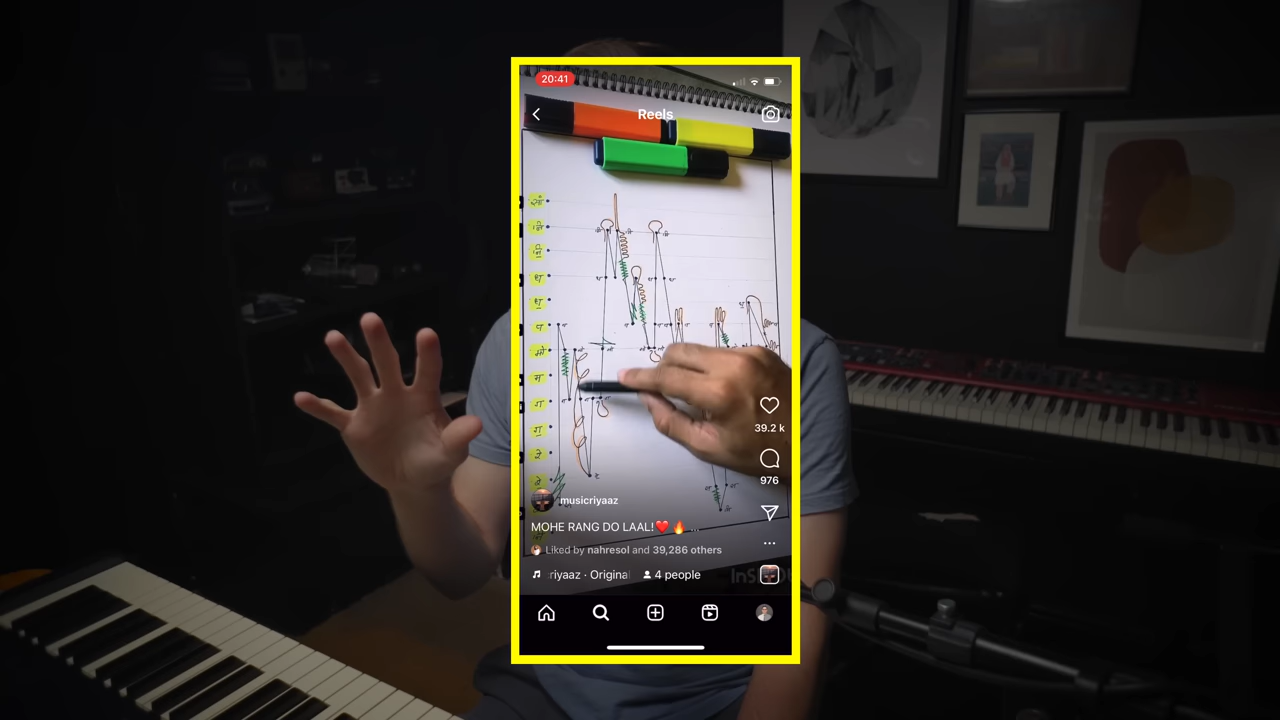 20:41
Reels
सां
नि
नि
ध
ध
प
मे
म
ग
ग
रे
रे
39.2 k
976
musicriyaaz
MOHE RANG DO LAAL!❤️🔥 ...
Liked by nahresol and 39,286 others
riyaaz · Original
4 people